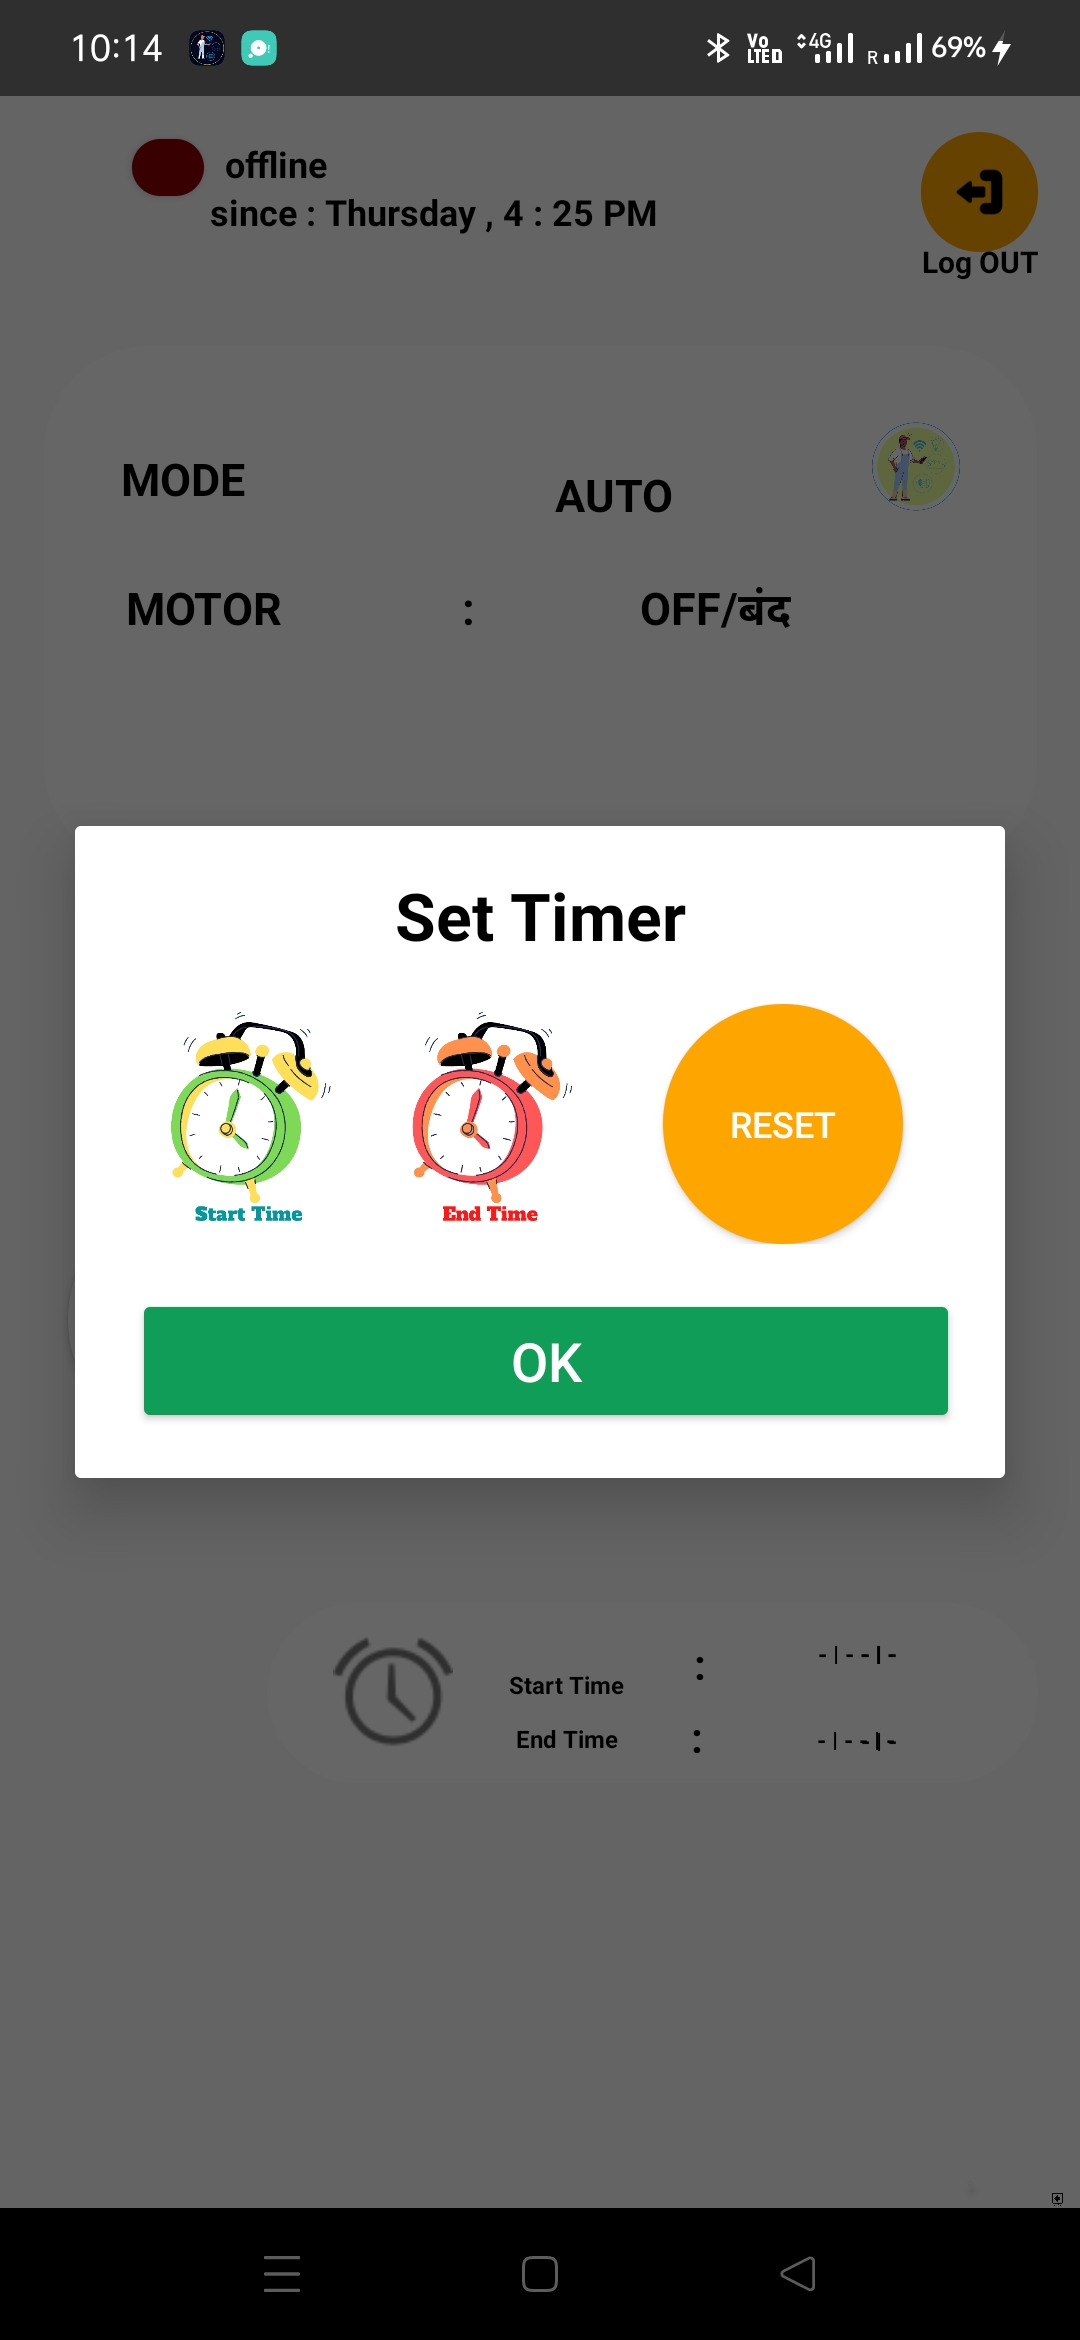 10:14
Vo LTE D 4G R 69%
offline
since : Thursday , 4 : 25 PM
Log OUT
MODE
AUTO
MOTOR : OFF/बंद
Set Timer
Start Time
End Time
RESET
OK
Start Time : -|--|-
End Time : -|--|-